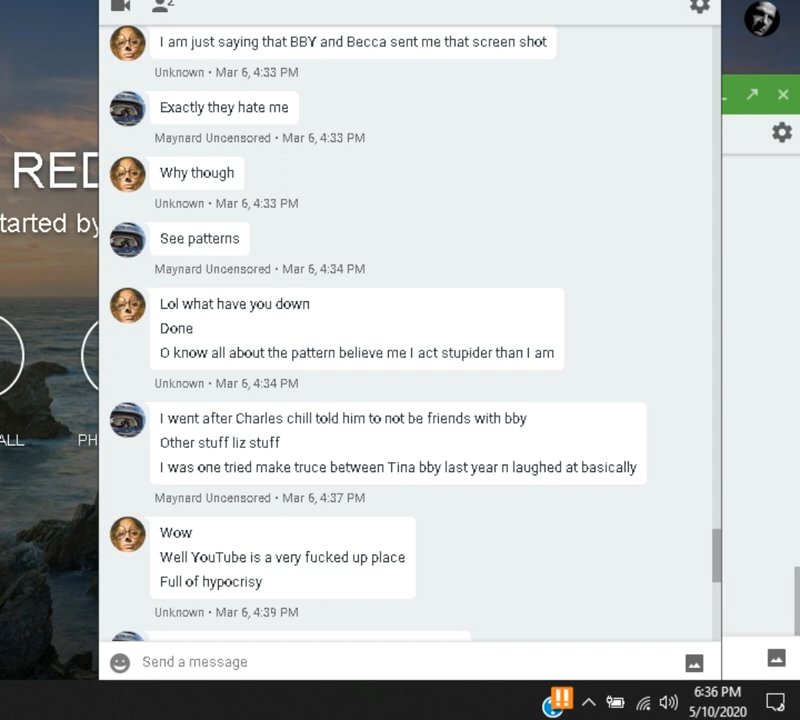 2
I am just saying that BBY and Becca sent me that screen shot
Unknown • Mar 6, 4:33 PM
Exactly they hate me
Maynard Uncensored • Mar 6, 4:33 PM
RED
Why though
Unknown • Mar 6, 4:33 PM
tarted by
See patterns
Maynard Uncensored • Mar 6, 4:34 PM
Lol what have you down
Done
O know all about the pattern believe me I act stupider than I am
Unknown • Mar 6, 4:34 PM
I went after Charles chill told him to not be friends with bby
ALL
PH
Other stuff liz stuff
I was one tried make truce between Tina bby last year n laughed at basically
Maynard Uncensored • Mar 6, 4:37 PM
Wow
Well YouTube is a very fucked up place
Full of hypocrisy
Unknown • Mar 6, 4:39 PM
Send a message
6:36 PM
5/10/2020